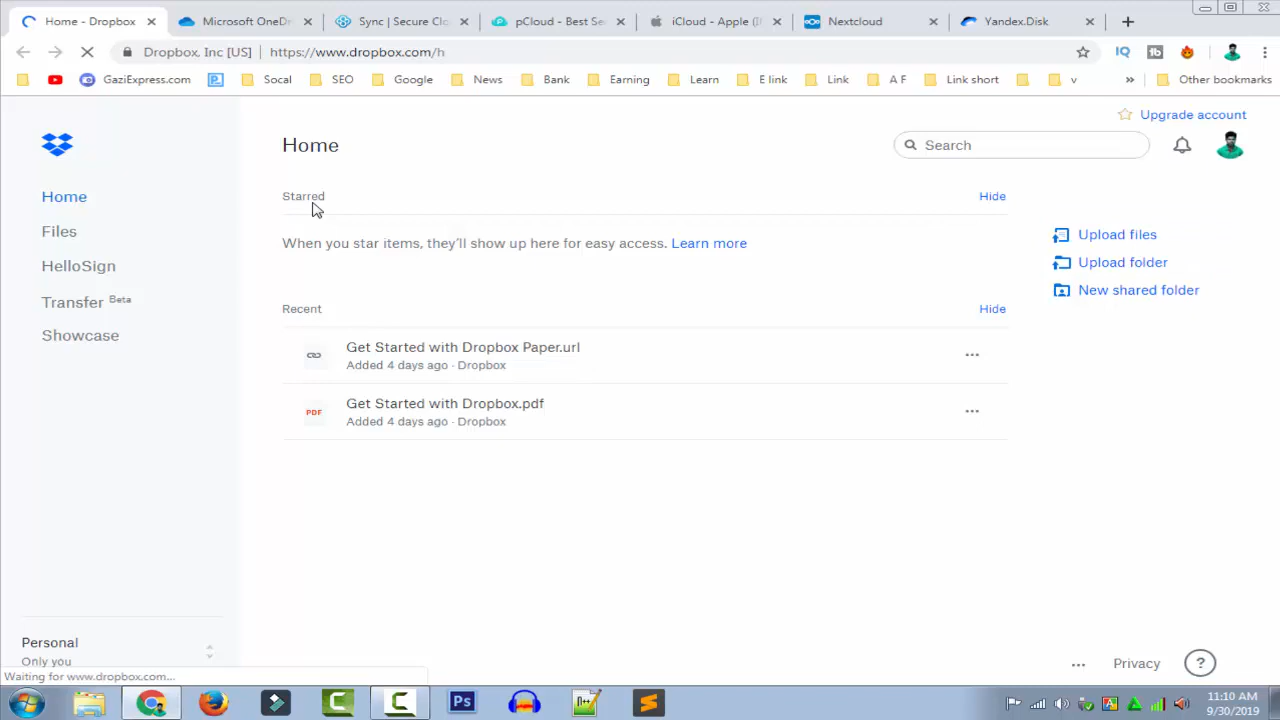 Home - Dropbox
Microsoft OneDr
Sync | Secure Clo
pCloud - Best Se
iCloud - Apple (I
Nextcloud
Yandex.Disk
Dropbox, Inc [US] | https://www.dropbox.com/h
GaziExpress.com
Socal
SEO
Google
News
Bank
Earning
Learn
E link
Link
A F
Link short
v
»
Other bookmarks
Upgrade account
Home
Search
Home
Files
HelloSign
Transfer Beta
Showcase
Starred
Hide
When you star items, they'll show up here for easy access. Learn more
Upload files
Upload folder
New shared folder
Recent
Hide
Get Started with Dropbox Paper.url
Added 4 days ago · Dropbox
PDF
Get Started with Dropbox.pdf
Added 4 days ago · Dropbox
Personal
Only you
Privacy
?
Waiting for www.dropbox.com...
Ps
11:10 AM
9/30/2019